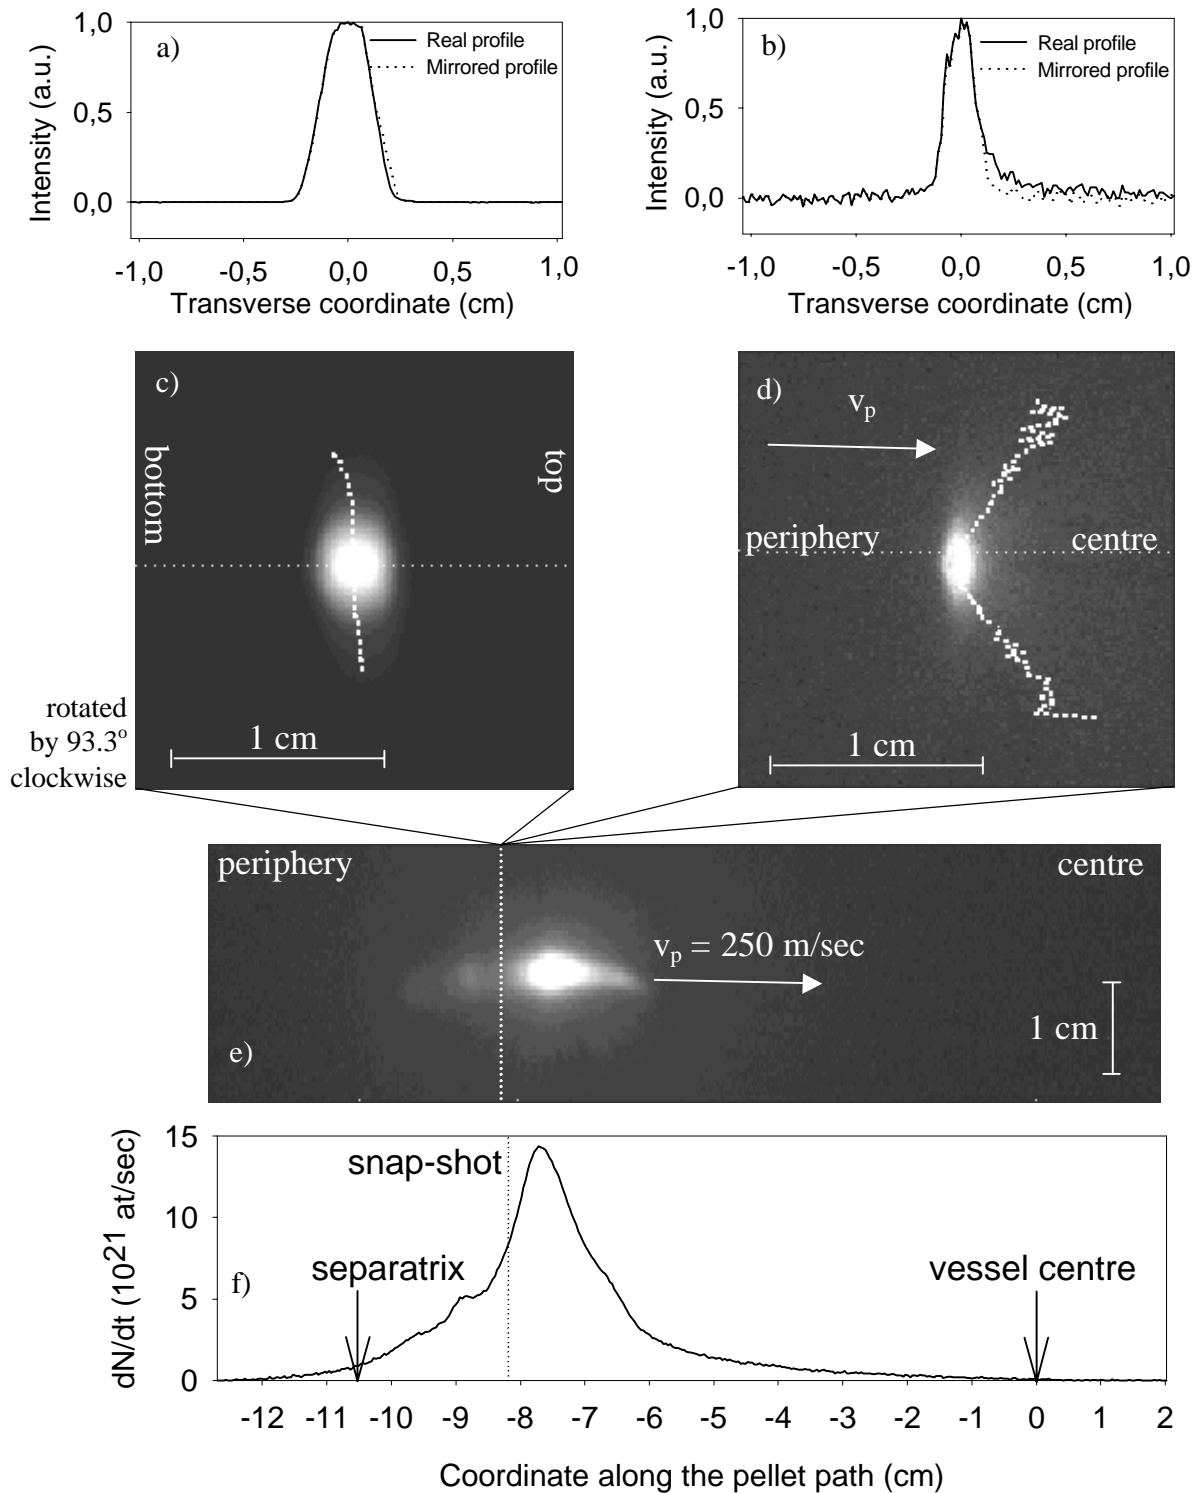 a)
1,0
0,5
0,0
Intensity (a.u.)
Real profile
Mirrored profile
-1,0 -0,5 0,0 0,5 1,0
Transverse coordinate (cm)
b)
1,0
0,5
0,0
Intensity (a.u.)
Real profile
Mirrored profile
-1,0 -0,5 0,0 0,5 1,0
Transverse coordinate (cm)
c)
bottom
top
1 cm
rotated
by 93.3°
clockwise
d)
vₚ
periphery centre
1 cm
periphery centre
vₚ = 250 m/sec
1 cm
e)
15
10
5
0
dN/dt (10²¹ at/sec)
snap-shot
separatrix
f)
vessel centre
-12 -11 -10 -9 -8 -7 -6 -5 -4 -3 -2 -1 0 1 2
Coordinate along the pellet path (cm)